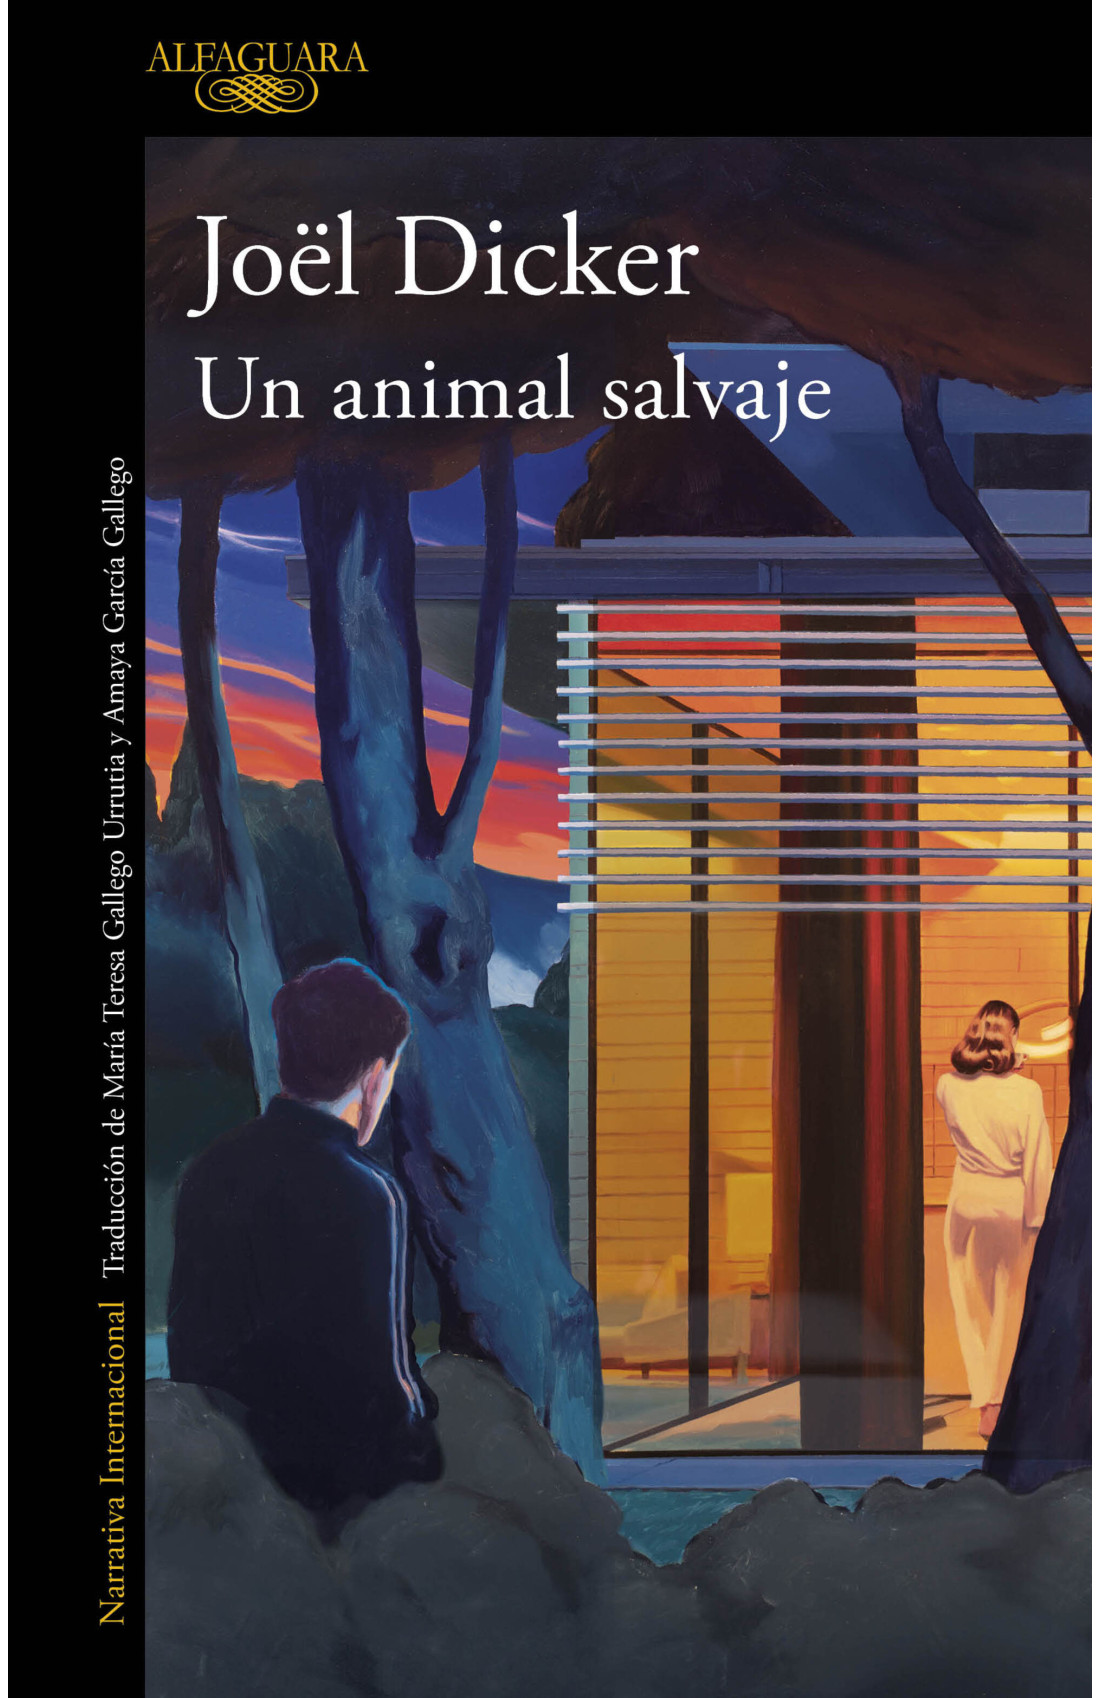 ALFAGUARA
Joël Dicker
Un animal salvaje
Narrativa Internacional Traducción de María Teresa Gallego Urrutia y Amaya García Gallego